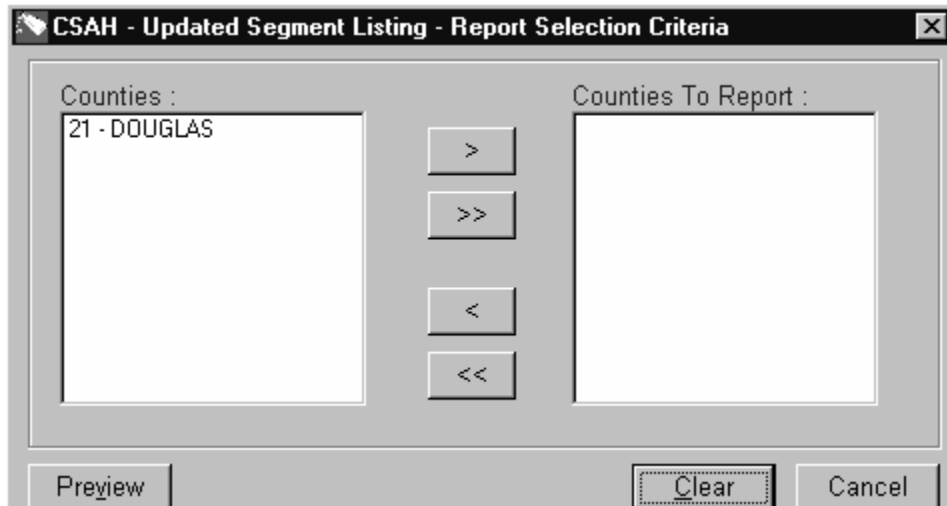 CSAH - Updated Segment Listing - Report Selection Criteria
Counties :
21 - DOUGLAS
>
>>
<
<<
Counties To Report :
Preview
Clear
Cancel